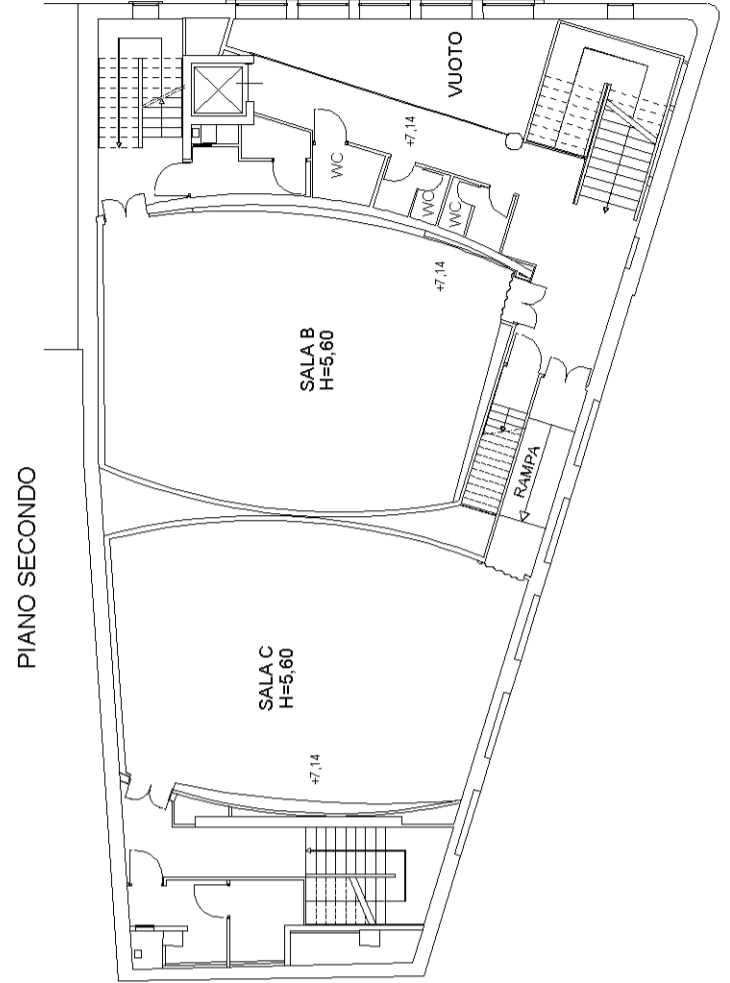 PIANO SECONDO
SALA C
H=5,60
+7,14
SALA B
H=5,60
+7,14
RAMPA
WC
WC
WC
+7,14
VUOTO